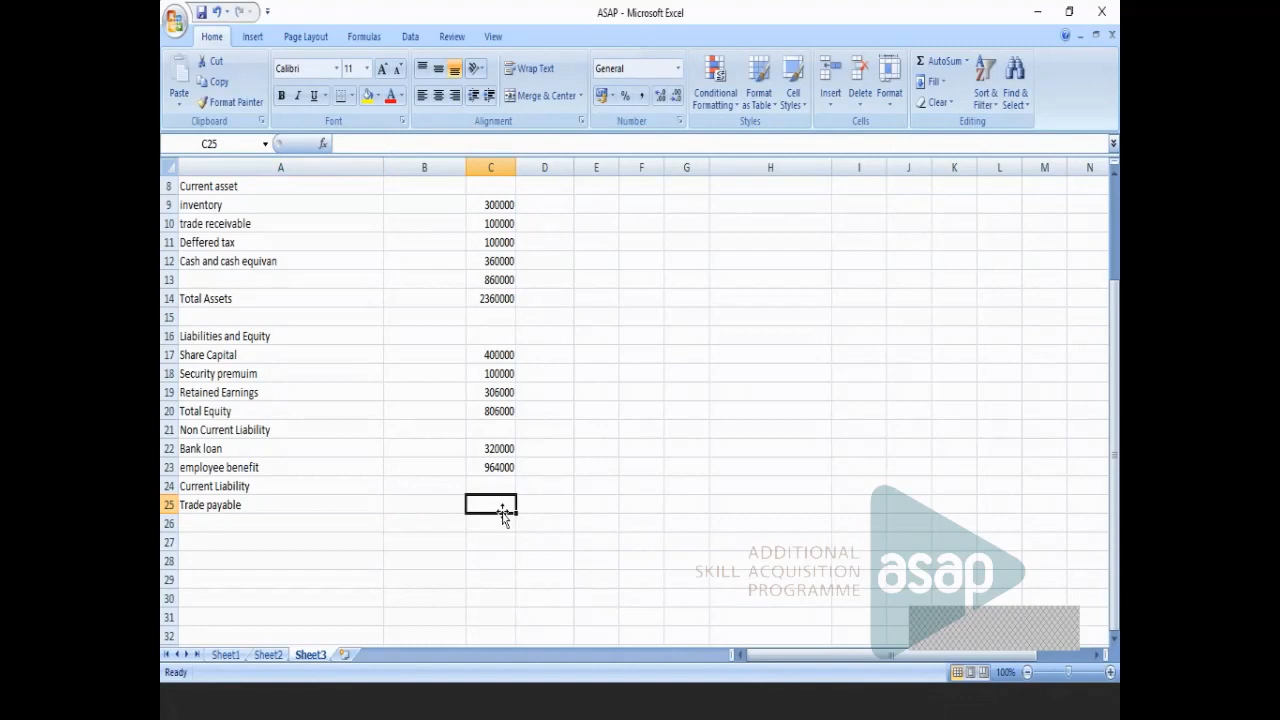 ASAP - Microsoft Excel
Home Insert Page Layout Formulas Data Review View
Paste
Cut
Copy
Format Painter
Clipboard
Calibri 11
B I U
Font
Wrap Text
Merge & Center
Alignment
General
Number
Conditional Formatting
Format as Table
Cell Styles
Styles
Insert
Delete
Format
Cells
AutoSum
Fill
Clear
Sort & Filter
Find & Select
Editing
C25 fx
A B C D E F G H I J K L M N
8 Current asset
9 inventory 300000
10 trade receivable 100000
11 Deffered tax 100000
12 Cash and cash equivan 360000
13 860000
14 Total Assets 2360000
15
16 Liabilities and Equity
17 Share Capital 400000
18 Security premuim 100000
19 Retained Earnings 306000
20 Total Equity 806000
21 Non Current Liability
22 Bank loan 320000
23 employee benefit 964000
24 Current Liability
25 Trade payable
26
27
28
29
30
31
32
ADDITIONAL
SKILL ACQUISITION
PROGRAMME
asap
Sheet1 Sheet2 Sheet3
Ready 100%